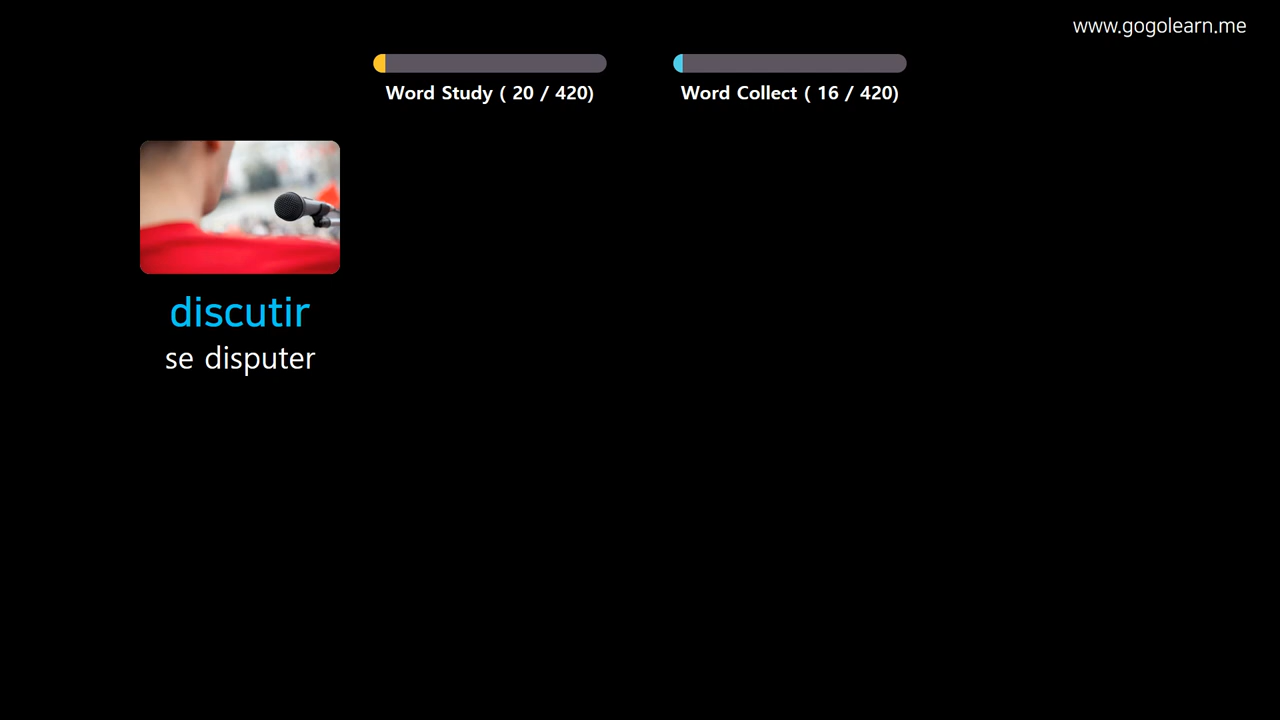 www.gogolearn.me
Word Study ( 20 / 420)
Word Collect ( 16 / 420)
discutir
se disputer